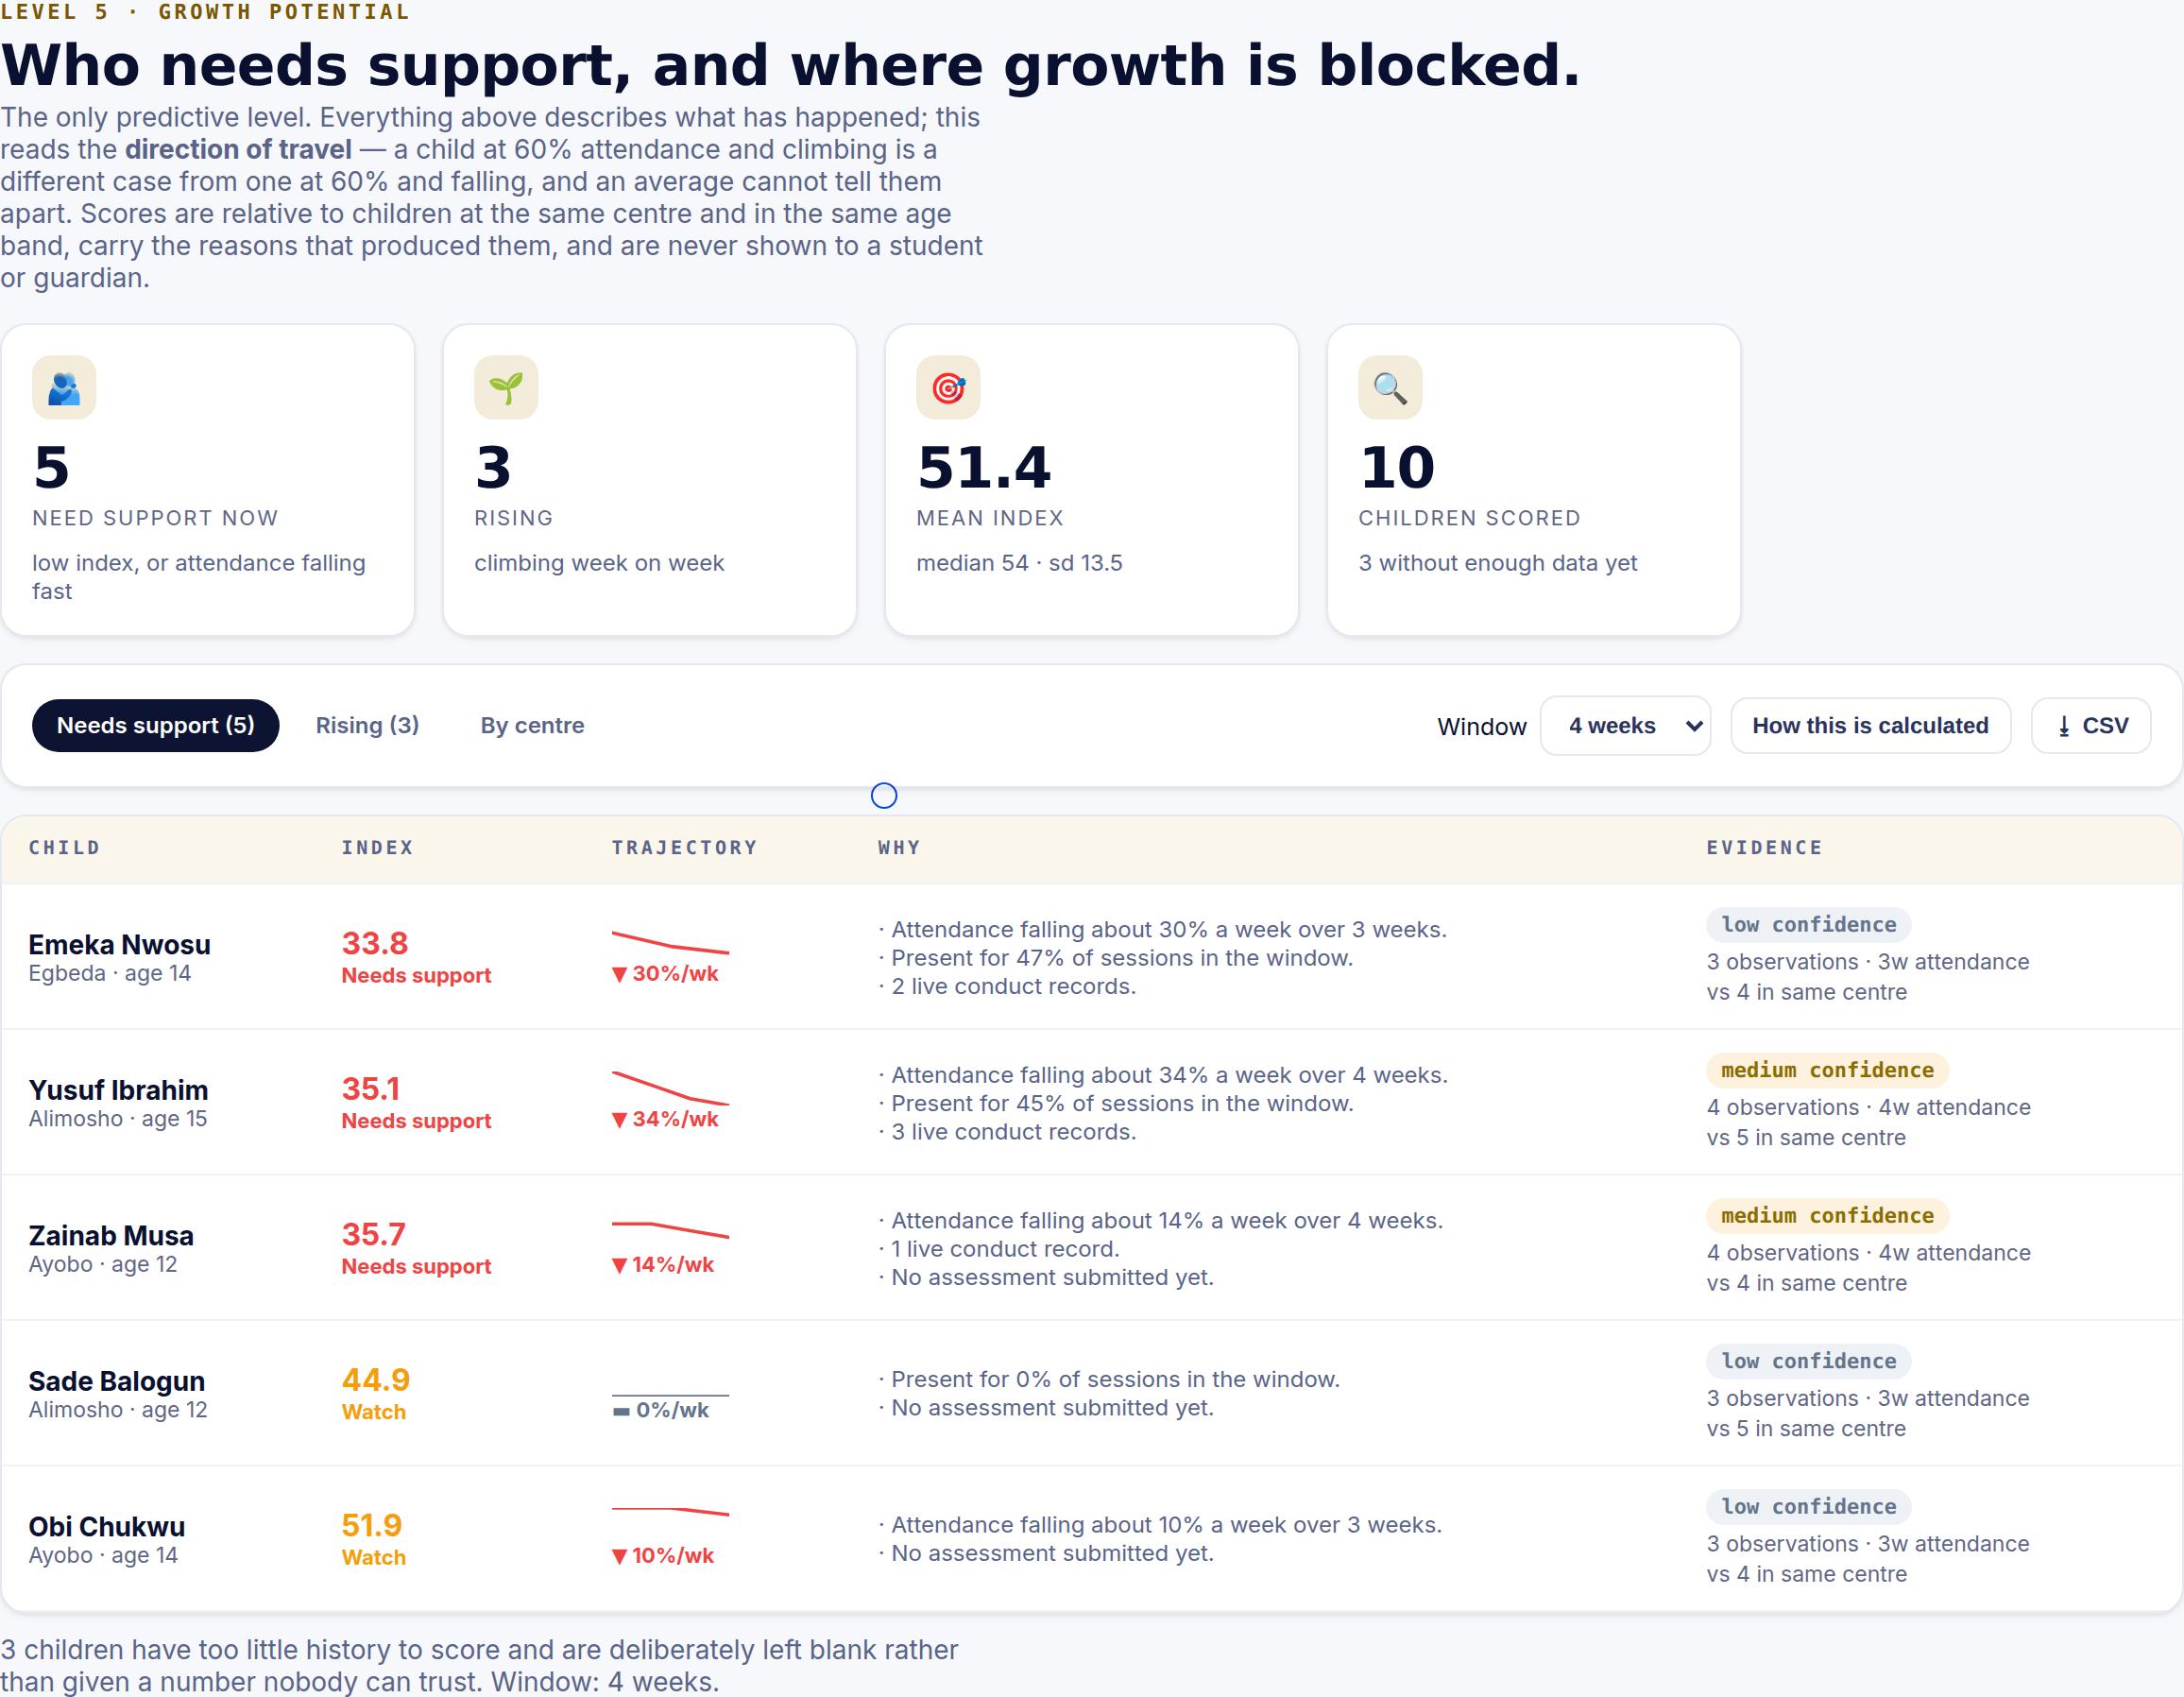 LEVEL 5 · GROWTH POTENTIAL
Who needs support, and where growth is blocked.
The only predictive level. Everything above describes what has happened; this
reads the direction of travel — a child at 60% attendance and climbing is a
different case from one at 60% and falling, and an average cannot tell them
apart. Scores are relative to children at the same centre and in the same age
band, carry the reasons that produced them, and are never shown to a student
or guardian.
5
NEED SUPPORT NOW
low index, or attendance falling
fast
3
RISING
climbing week on week
51.4
MEAN INDEX
median 54 · sd 13.5
10
CHILDREN SCORED
3 without enough data yet
Needs support (5) Rising (3) By centre Window 4 weeks How this is calculated ⭳ CSV
CHILD INDEX TRAJECTORY WHY EVIDENCE
Emeka Nwosu
Egbeda · age 14
33.8
Needs support
▼ 30%/wk
· Attendance falling about 30% a week over 3 weeks.
· Present for 47% of sessions in the window.
· 2 live conduct records.
low confidence
3 observations · 3w attendance
vs 4 in same centre
Yusuf Ibrahim
Alimosho · age 15
35.1
Needs support
▼ 34%/wk
· Attendance falling about 34% a week over 4 weeks.
· Present for 45% of sessions in the window.
· 3 live conduct records.
medium confidence
4 observations · 4w attendance
vs 5 in same centre
Zainab Musa
Ayobo · age 12
35.7
Needs support
▼ 14%/wk
· Attendance falling about 14% a week over 4 weeks.
· 1 live conduct record.
· No assessment submitted yet.
medium confidence
4 observations · 4w attendance
vs 4 in same centre
Sade Balogun
Alimosho · age 12
44.9
Watch
▬ 0%/wk
· Present for 0% of sessions in the window.
· No assessment submitted yet.
low confidence
3 observations · 3w attendance
vs 5 in same centre
Obi Chukwu
Ayobo · age 14
51.9
Watch
▼ 10%/wk
· Attendance falling about 10% a week over 3 weeks.
· No assessment submitted yet.
low confidence
3 observations · 3w attendance
vs 4 in same centre
3 children have too little history to score and are deliberately left blank rather
than given a number nobody can trust. Window: 4 weeks.